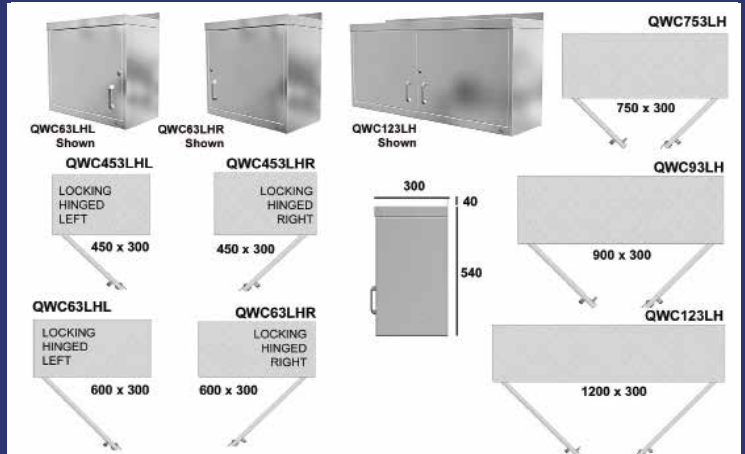 QWC753LH
QWC63LHL
Shown
QWC63LHR
Shown
QWC123LH
Shown
750 x 300
QWC453LHL
QWC453LHR
QWC93LH
LOCKING
HINGED
LEFT
LOCKING
HINGED
RIGHT
300
40
450 x 300
450 x 300
900 x 300
540
QWC63LHL
QWC63LHR
QWC123LH
LOCKING
HINGED
LEFT
LOCKING
HINGED
RIGHT
600 x 300
600 x 300
1200 x 300